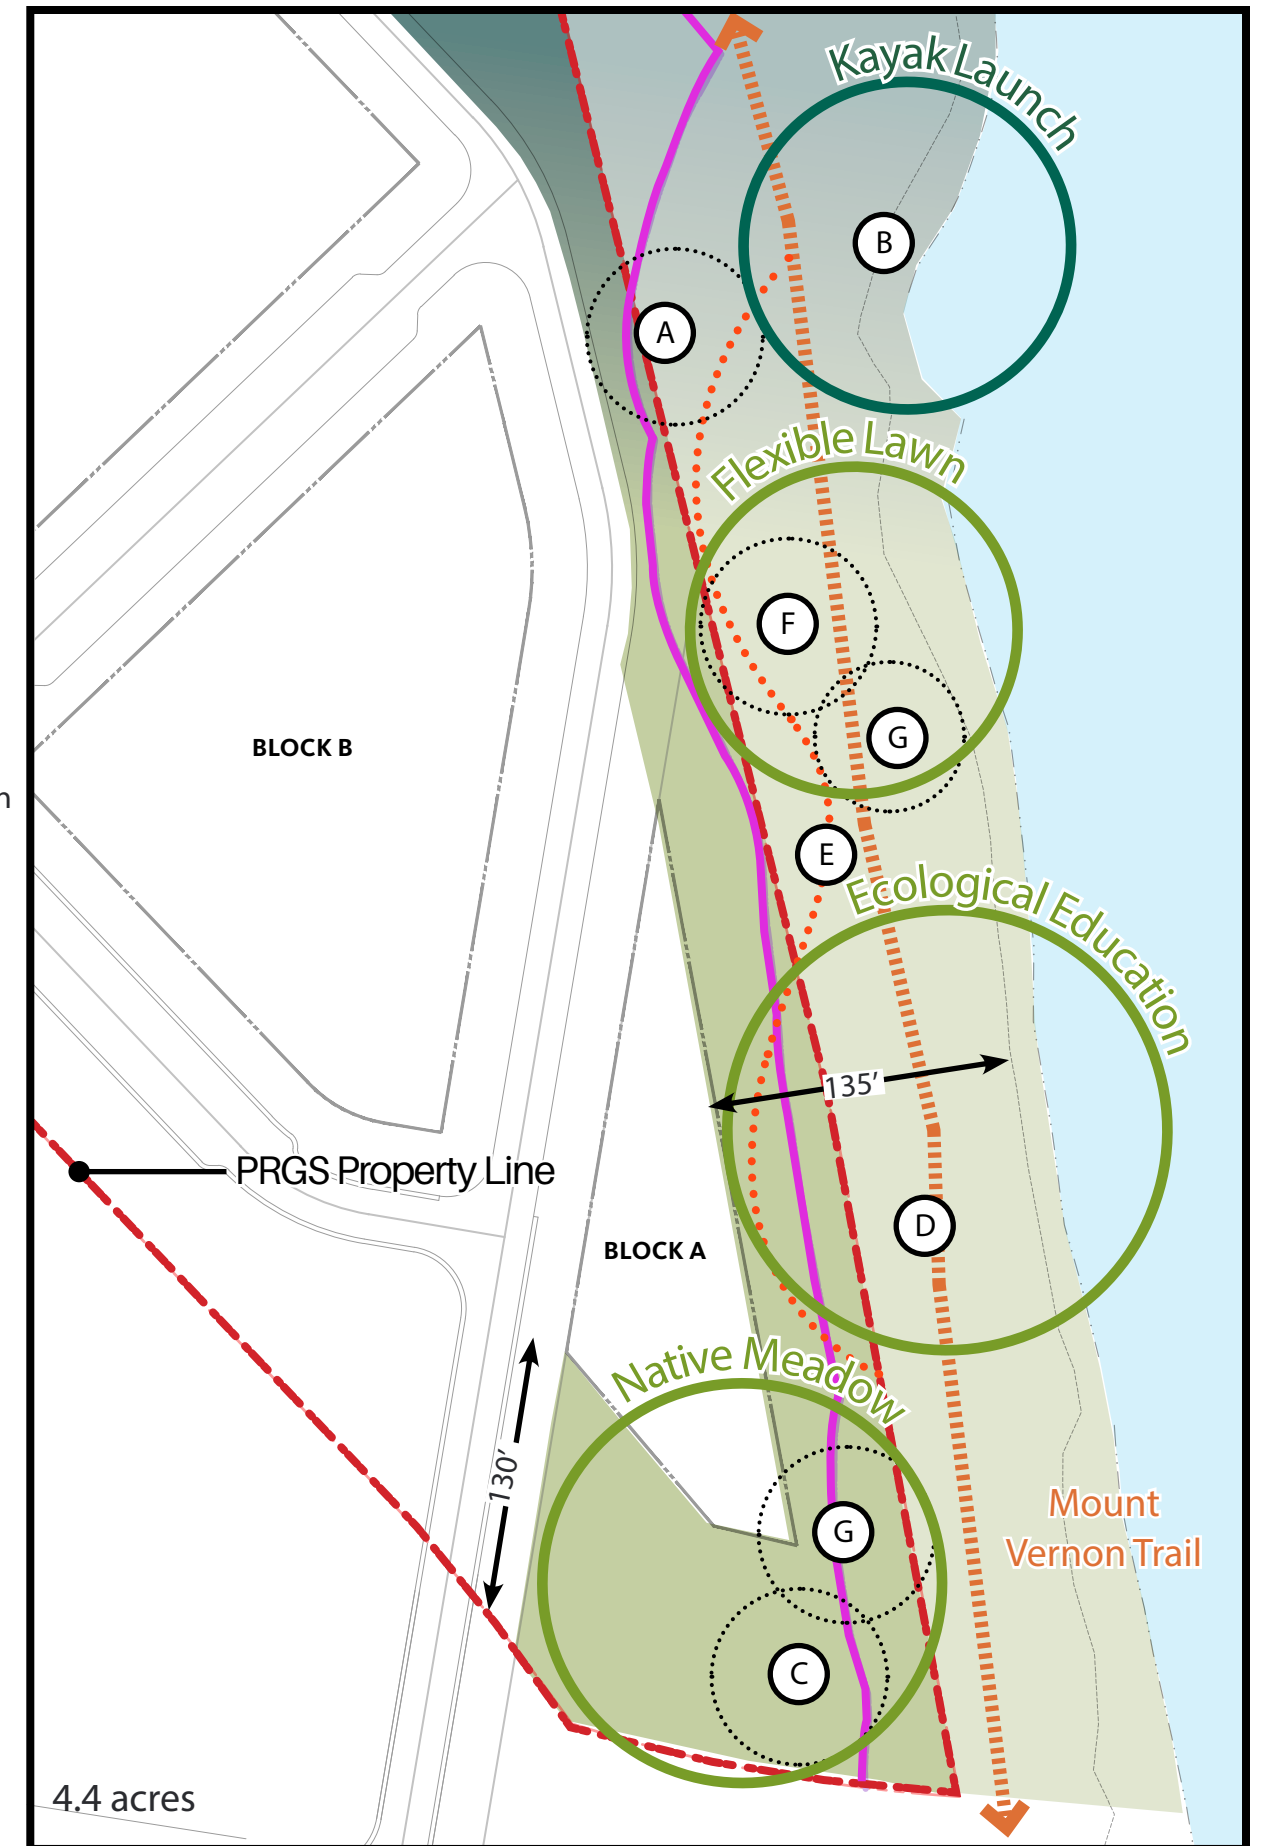 Kayak Launch
B
A
Flexible Lawn
F
G
BLOCK B
n
E
Ecological Education
135’
PRGS Property Line
D
BLOCK A
Native Meadow
130’
Mount
Vernon Trail
G
C
4.4 acres